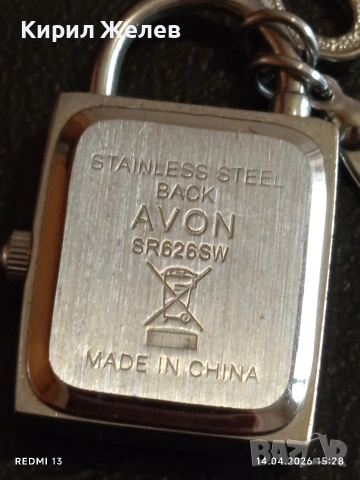 Кирил Желев
STAINLESS STEEL
BACK
AVON
SR626SW
MADE IN CHINA
REDMI 13
14.04.2026 15:28
BAZAR